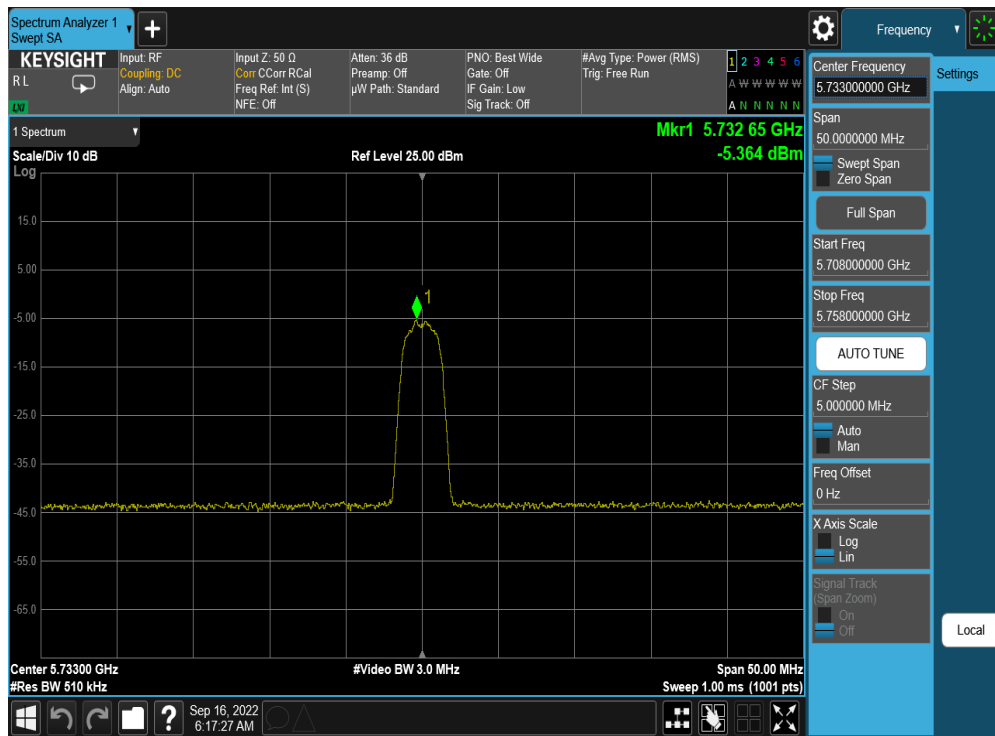 Spectrum Analyzer 1
Swept SA
Frequency
KEYSIGHT
R L
LXI
Input: RF
Coupling: DC
Align: Auto
Input Z: 50 Ω
Corr CCorr RCal
Freq Ref: Int (S)
NFE: Off
Atten: 36 dB
Preamp: Off
µW Path: Standard
PNO: Best Wide
Gate: Off
IF Gain: Low
Sig Track: Off
#Avg Type: Power (RMS)
Trig: Free Run
1 2 3 4 5 6
A W W W W W
A N N N N N
1 Spectrum
Scale/Div 10 dB
Log
Ref Level 25.00 dBm
Mkr1 5.732 65 GHz
-5.364 dBm
15.0
5.00
-5.00
-15.0
-25.0
-35.0
-45.0
-55.0
-65.0
1
Center 5.73300 GHz
#Res BW 510 kHz
#Video BW 3.0 MHz
Span 50.00 MHz
Sweep 1.00 ms (1001 pts)
Sep 16, 2022
6:17:27 AM
Center Frequency
5.733000000 GHz
Settings
Span
50.0000000 MHz
Swept Span
Zero Span
Full Span
Start Freq
5.708000000 GHz
Stop Freq
5.758000000 GHz
AUTO TUNE
CF Step
5.000000 MHz
Auto
Man
Freq Offset
0 Hz
X Axis Scale
Log
Lin
Signal Track
(Span Zoom)
On
Off
Local